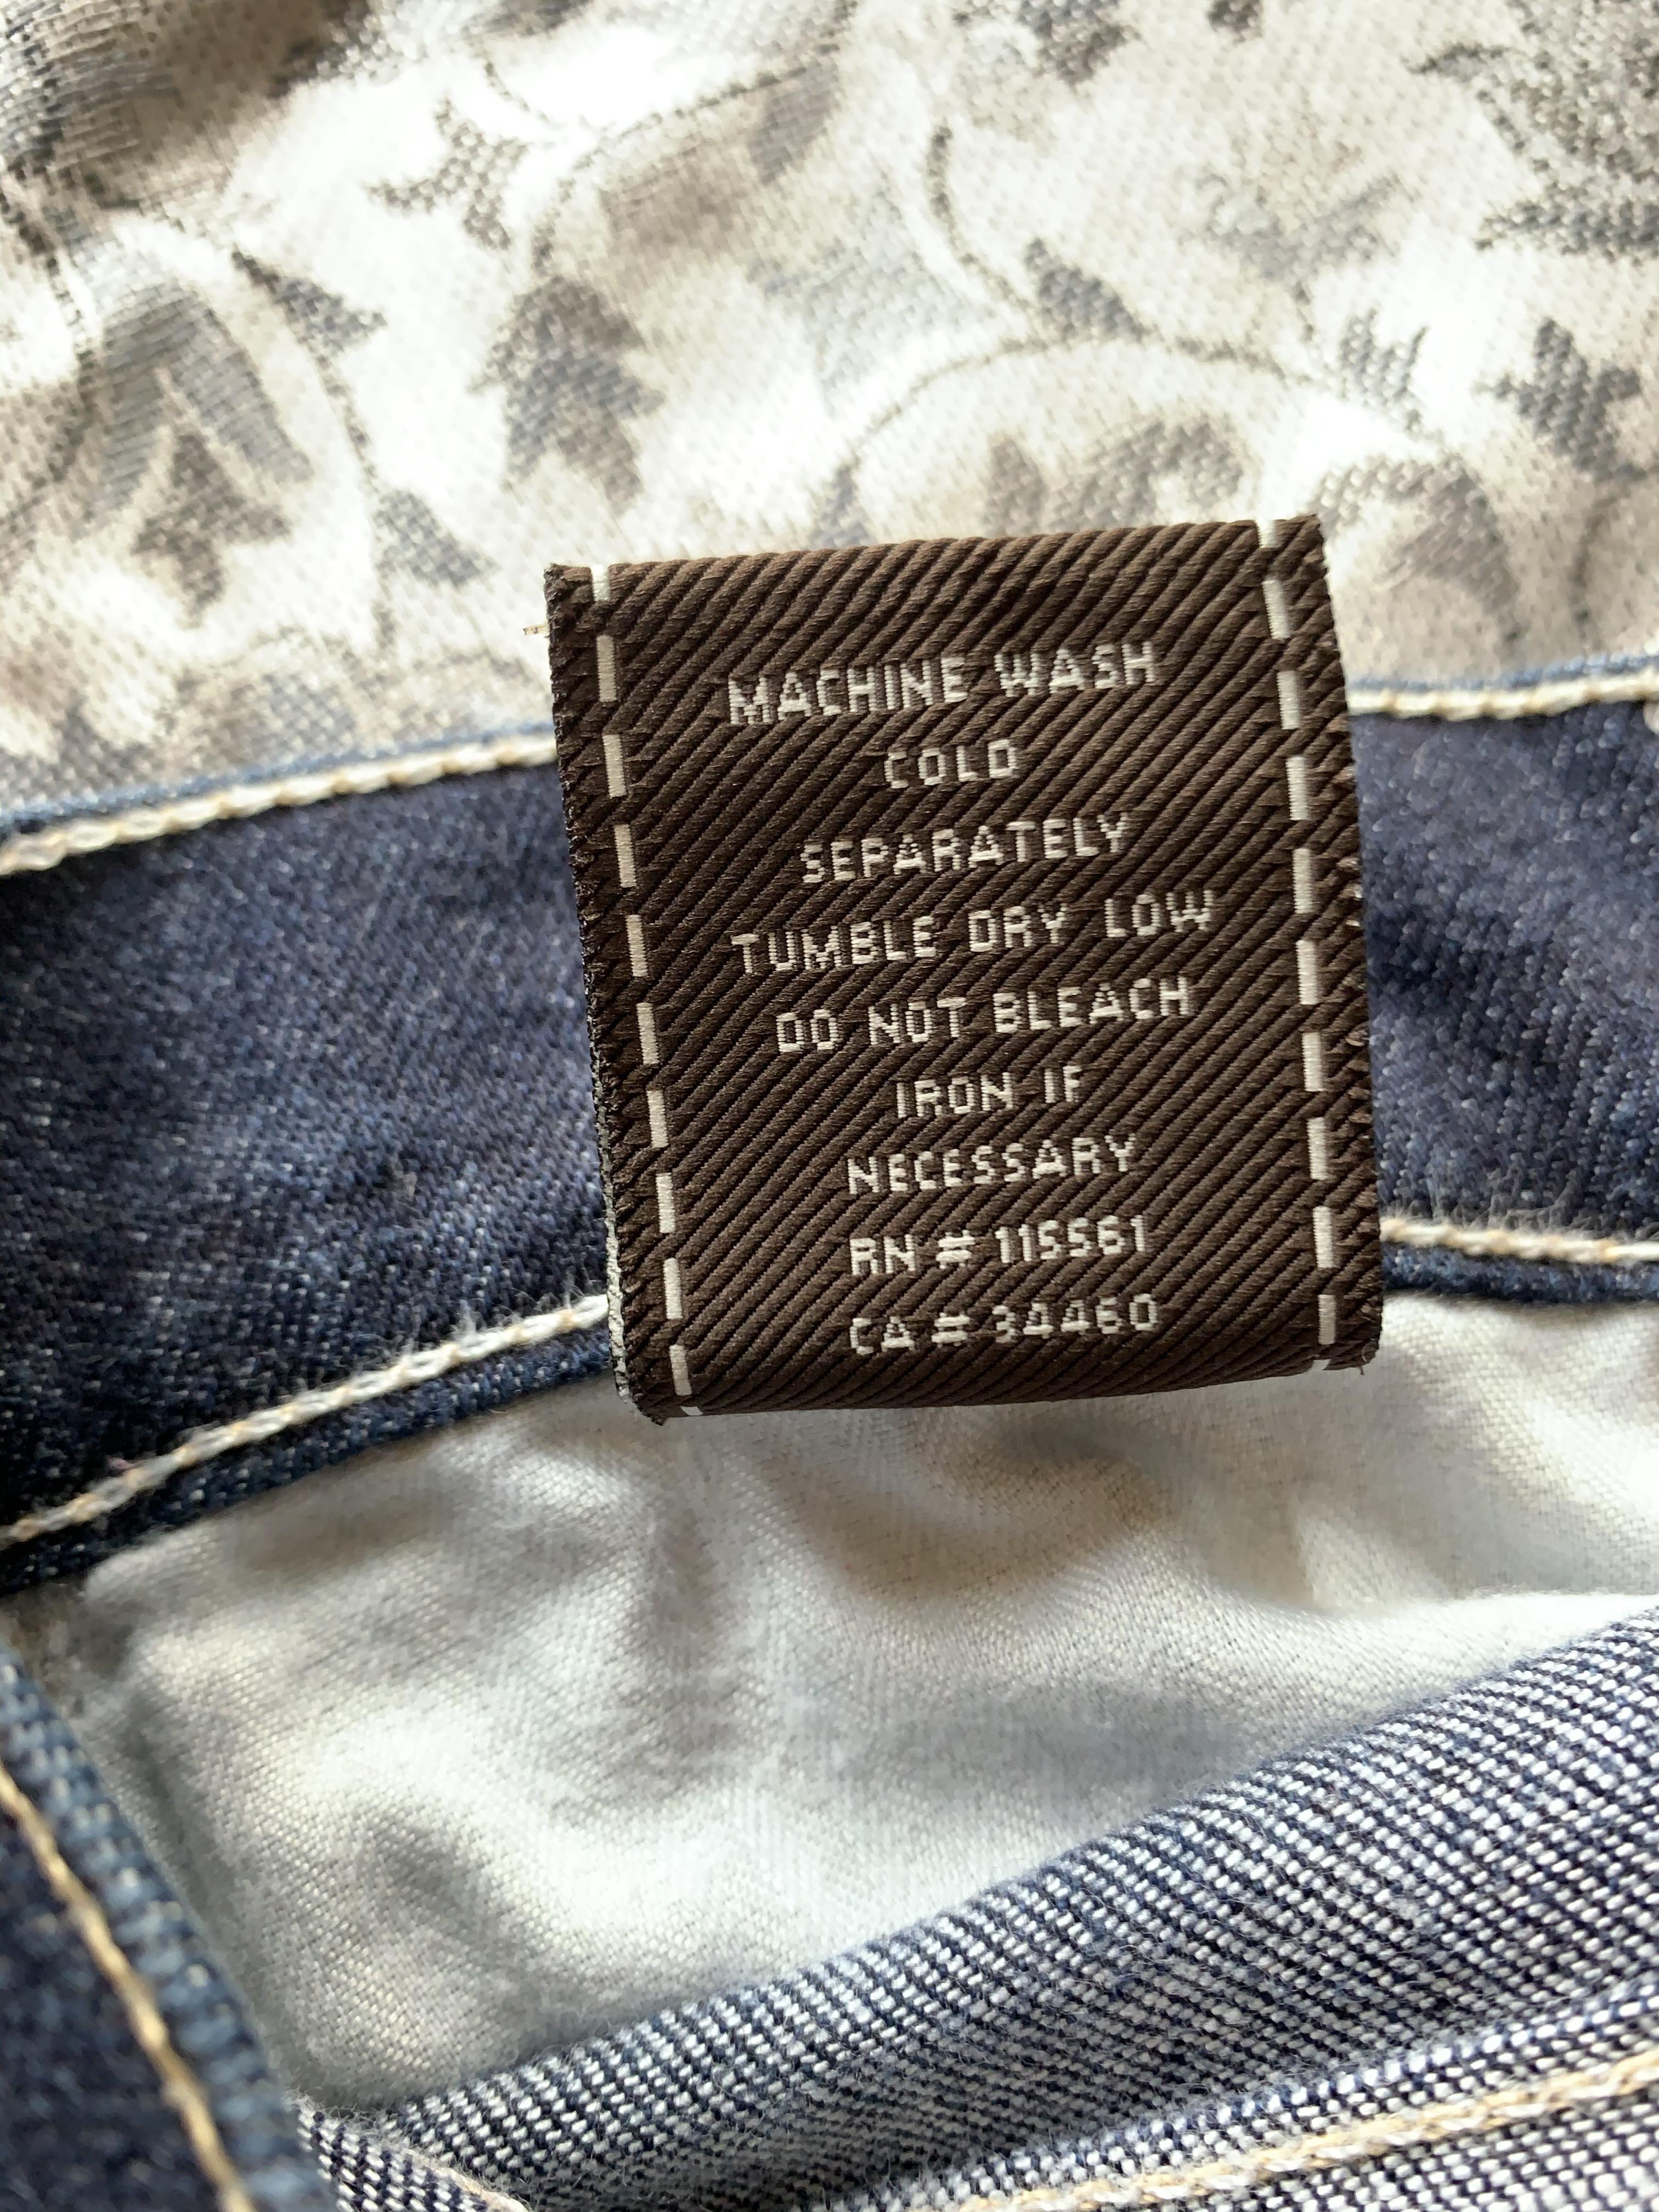 MACHINE WASH
COLD
SEPARATELY
TUMBLE DRY LOW
DO NOT BLEACH
IRON IF
NECESSARY
RN # 115561
CA # 34460